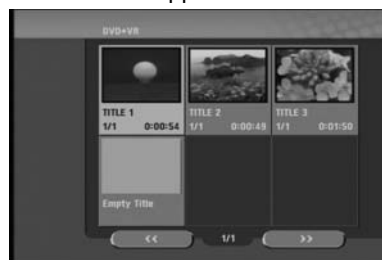 DVD+VR
TITLE 1
1/1 0:00:54
TITLE 2
1/1 0:00:49
TITLE 3
1/1 0:01:50
Empty Title
<< 1/1 >>